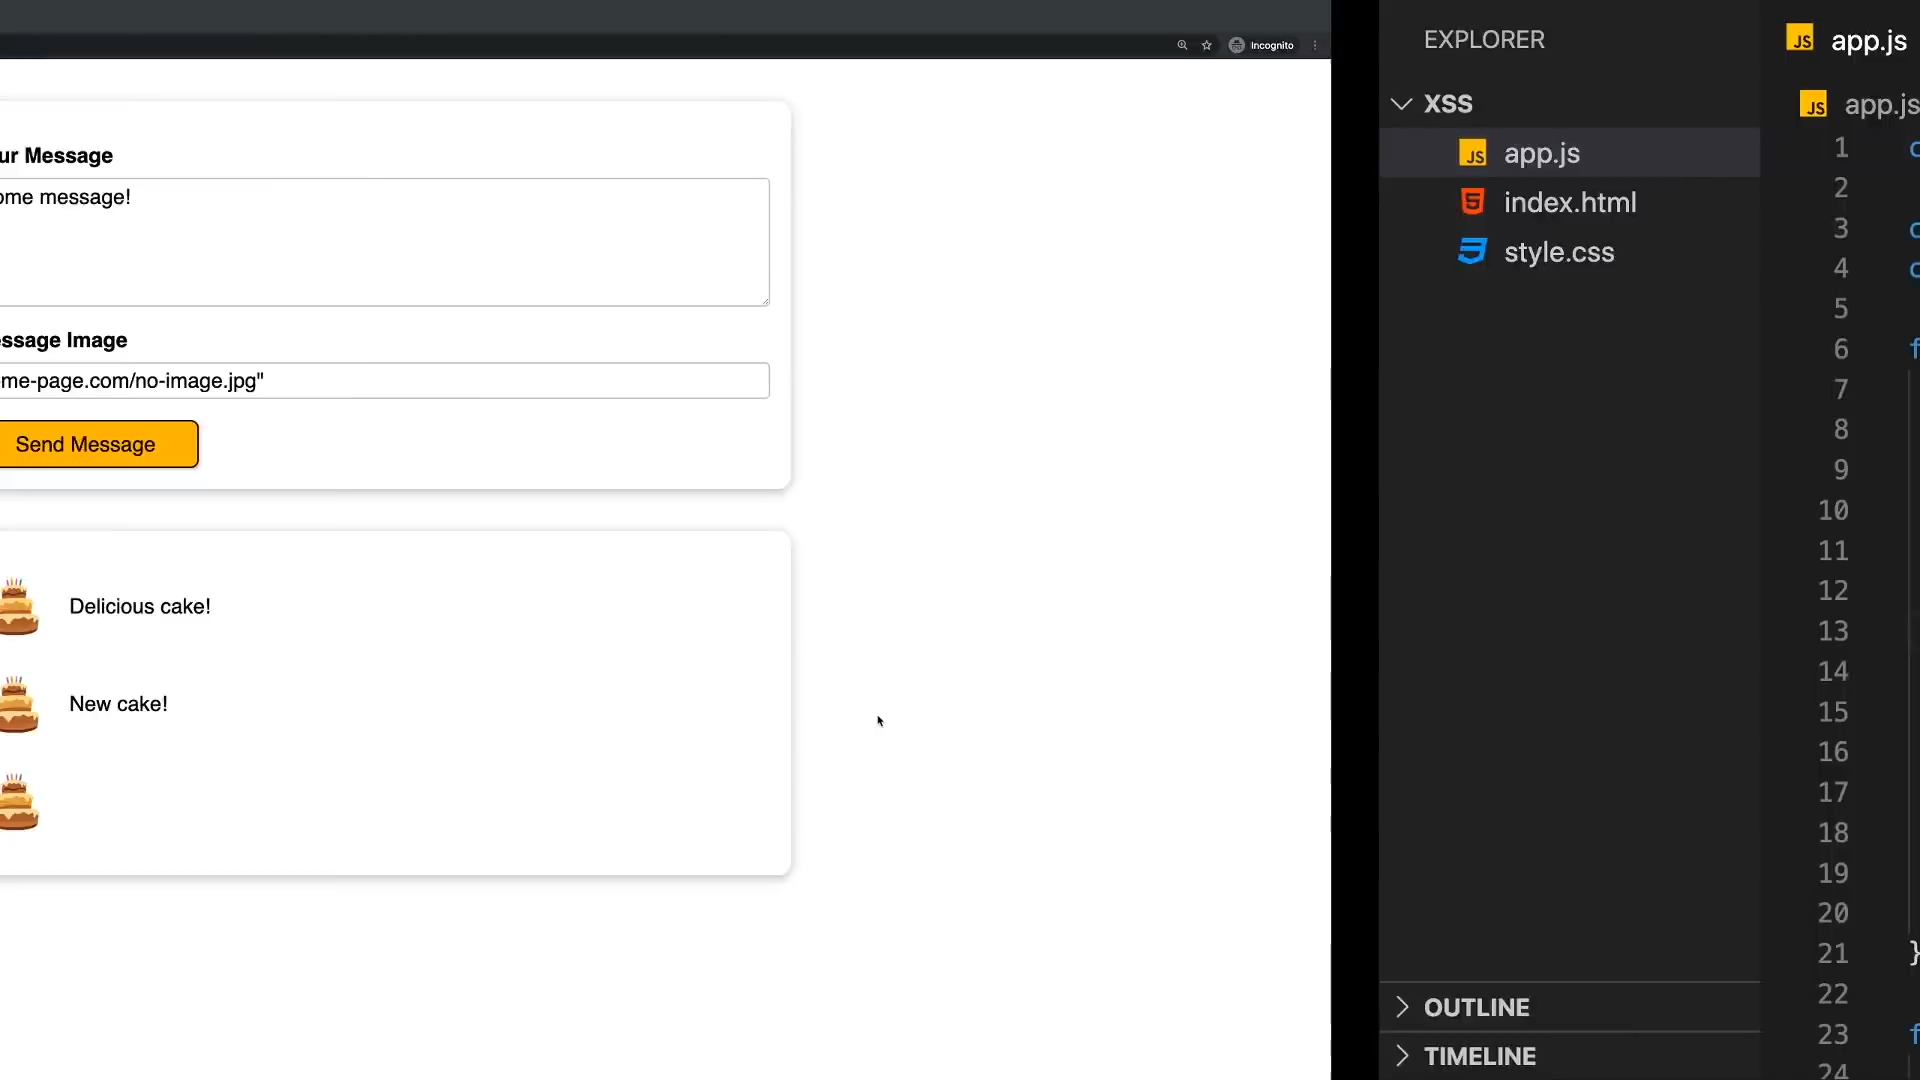 Incognito
ur Message
ome message!
ssage Image
me-page.com/no-image.jpg"
Send Message
Delicious cake!
New cake!
EXPLORER
XSS
JS app.js
index.html
style.css
OUTLINE
TIMELINE
JS app.js
JS app.js
1 c
2
3 c
4 c
5
6 f
7
8
9
10
11
12
13
14
15
16
17
18
19
20
21 }
22
23 f
24